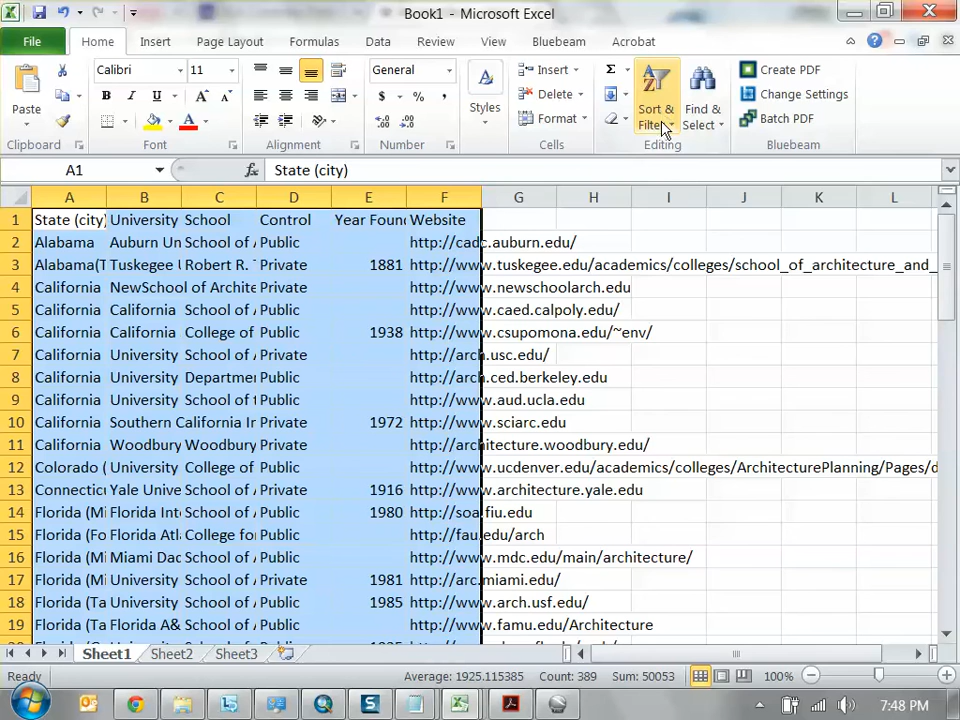 Book1 - Microsoft Excel
File Home Insert Page Layout Formulas Data Review View Bluebeam Acrobat
Paste
Clipboard
Calibri 11
B I U A A
A
Font
Alignment
General
$ % ,
Number
Styles
Insert
Delete
Format
Cells
Σ
Sort & Filter
Find & Select
Editing
Create PDF
Change Settings
Batch PDF
Bluebeam
A1 fx State (city)
A B C D E F G H I J K L
1 State (city) University School Control Year Foun Website
2 Alabama Auburn Un School of A Public http://cadc.auburn.edu/
3 Alabama(T Tuskegee U Robert R. T Private 1881 http://www.tuskegee.edu/academics/colleges/school_of_architecture_and_
4 California NewSchool of Archite Private http://www.newschoolarch.edu
5 California California School of A Public http://www.caed.calpoly.edu/
6 California California College of Public 1938 http://www.csupomona.edu/~env/
7 California University School of A Private http://arch.usc.edu/
8 California University Departmen Public http://arch.ced.berkeley.edu
9 California University School of A Public http://www.aud.ucla.edu
10 California Southern California In Private 1972 http://www.sciarc.edu
11 California Woodbury Woodbury Private http://architecture.woodbury.edu/
12 Colorado ( University College of Public http://www.ucdenver.edu/academics/colleges/ArchitecturePlanning/Pages/d
13 Connecticu Yale Unive School of A Private 1916 http://www.architecture.yale.edu
14 Florida (Mi Florida Int School of A Public 1980 http://soa.fiu.edu
15 Florida (Fo Florida Atl College fo Public http://fau.edu/arch
16 Florida (Mi Miami Dad School of A Public http://www.mdc.edu/main/architecture/
17 Florida (Mi University School of A Private 1981 http://arc.miami.edu/
18 Florida (Ta University School of A Public 1985 http://www.arch.usf.edu/
19 Florida (Ta Florida A& School of A Public http://www.famu.edu/Architecture
Sheet1 Sheet2 Sheet3
Ready Average: 1925.115385 Count: 389 Sum: 50053 100%
7:48 PM